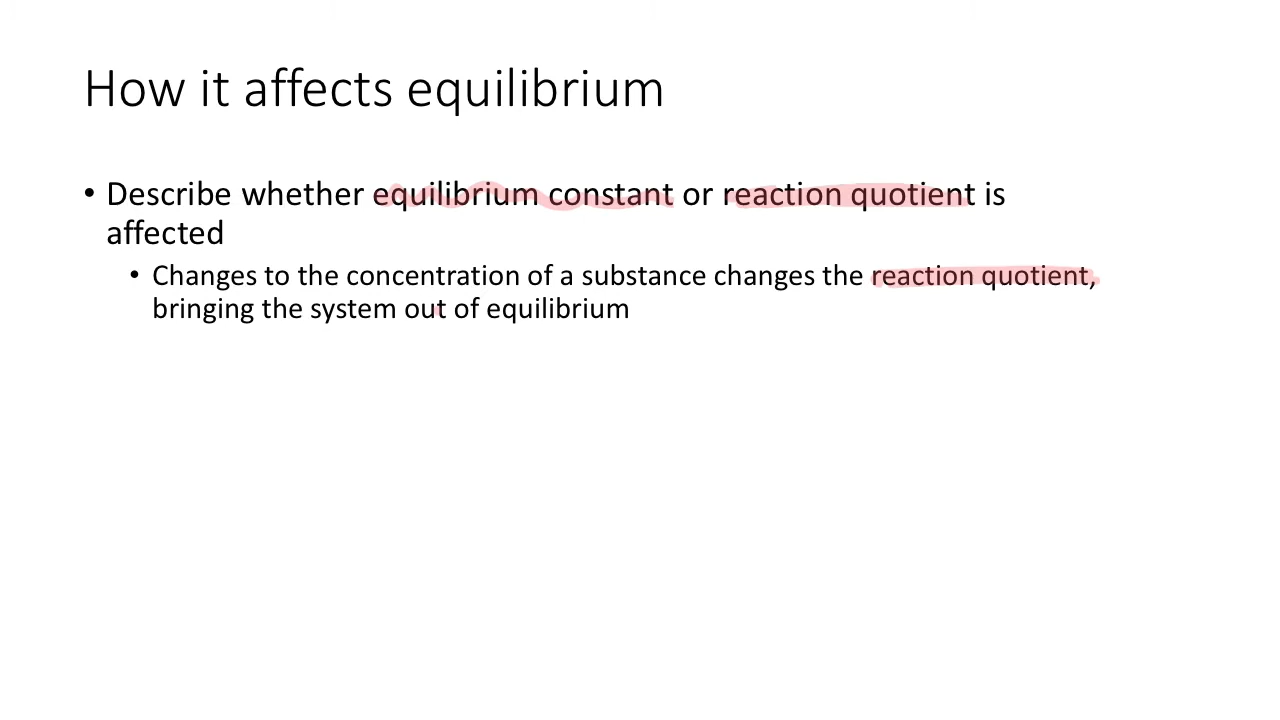 How it affects equilibrium
• Describe whether equilibrium constant or reaction quotient is
affected
• Changes to the concentration of a substance changes the reaction quotient,
bringing the system out of equilibrium